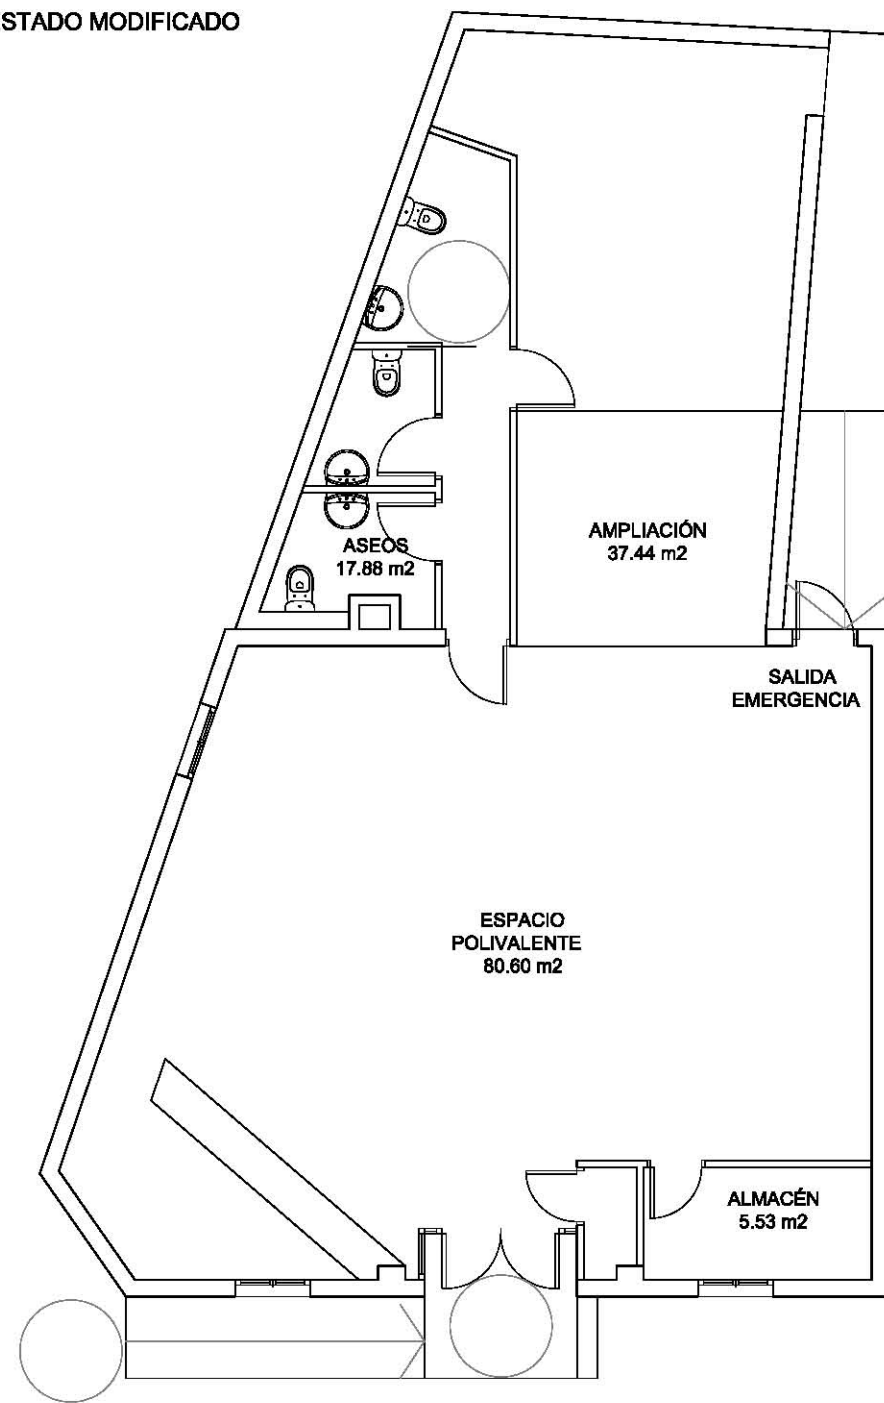 STADO MODIFICADO
ASEOS
17.88 m2
AMPLIACIÓN
37.44 m2
SALIDA
EMERGENCIA
ESPACIO
POLIVALENTE
80.60 m2
ALMACÉN
5.53 m2